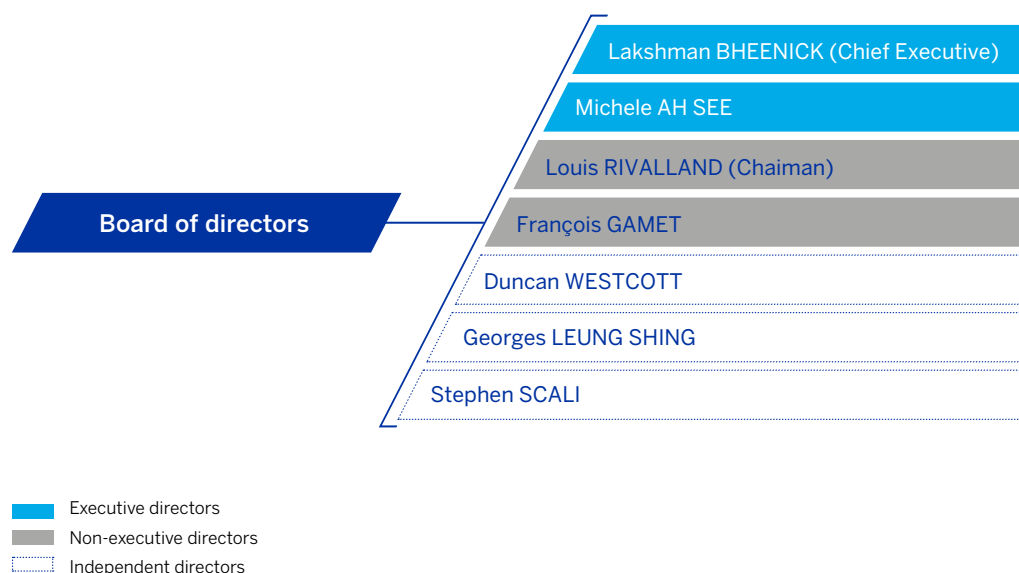 Lakshman BHEENICK (Chief Executive)
Michele AH SEE
Louis RIVALLAND (Chaiman)
Board of directors
François GAMET
Duncan WESTCOTT
Georges LEUNG SHING
Stephen SCALI
Executive directors
Non-executive directors
Independent directors